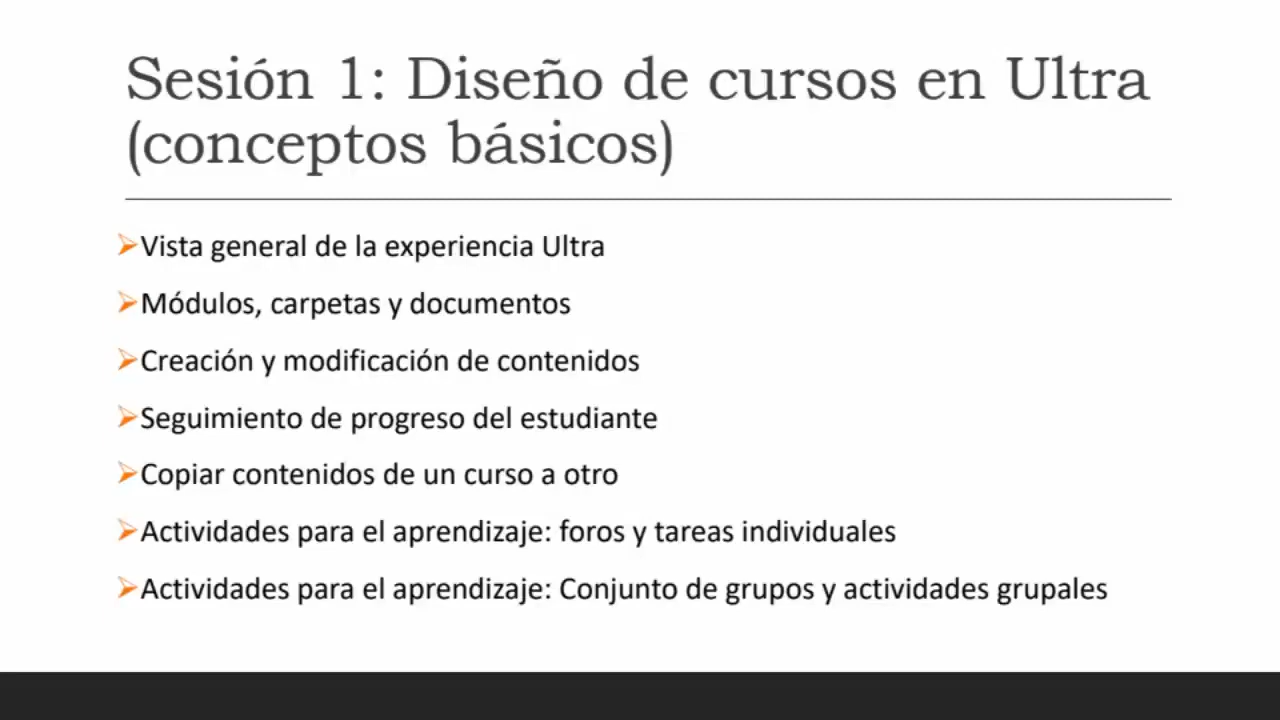 Sesión 1: Diseño de cursos en Ultra
(conceptos básicos)
Vista general de la experiencia Ultra
Módulos, carpetas y documentos
Creación y modificación de contenidos
Seguimiento de progreso del estudiante
Copiar contenidos de un curso a otro
Actividades para el aprendizaje: foros y tareas individuales
Actividades para el aprendizaje: Conjunto de grupos y actividades grupales